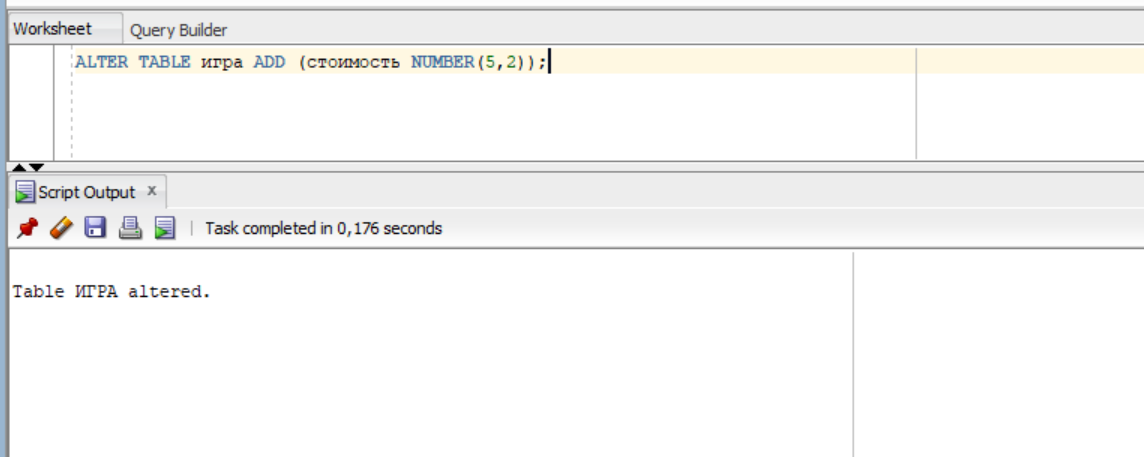 Worksheet Query Builder
ALTER TABLE игра ADD (стоимость NUMBER(5,2));
Script Output x
Task completed in 0,176 seconds
Table ИГРА altered.